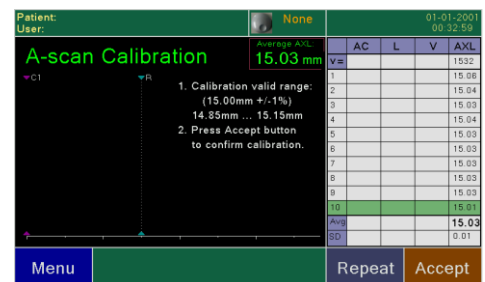 Patient:
User:
None
01-01-2001
00:32:59
A-scan Calibration
Average AXL:
15.03 mm
C1
R
1. Calibration valid range:
(15.00mm +/-1%)
14.85mm ... 15.15mm
2. Press Accept button
to confirm calibration.
AC L V AXL
v= 1532
1 15.06
2 15.04
3 15.03
4 15.04
5 15.03
6 15.03
7 15.03
8 15.03
9 15.03
10 15.01
Avg 15.03
SD 0.01
Menu
Repeat
Accept